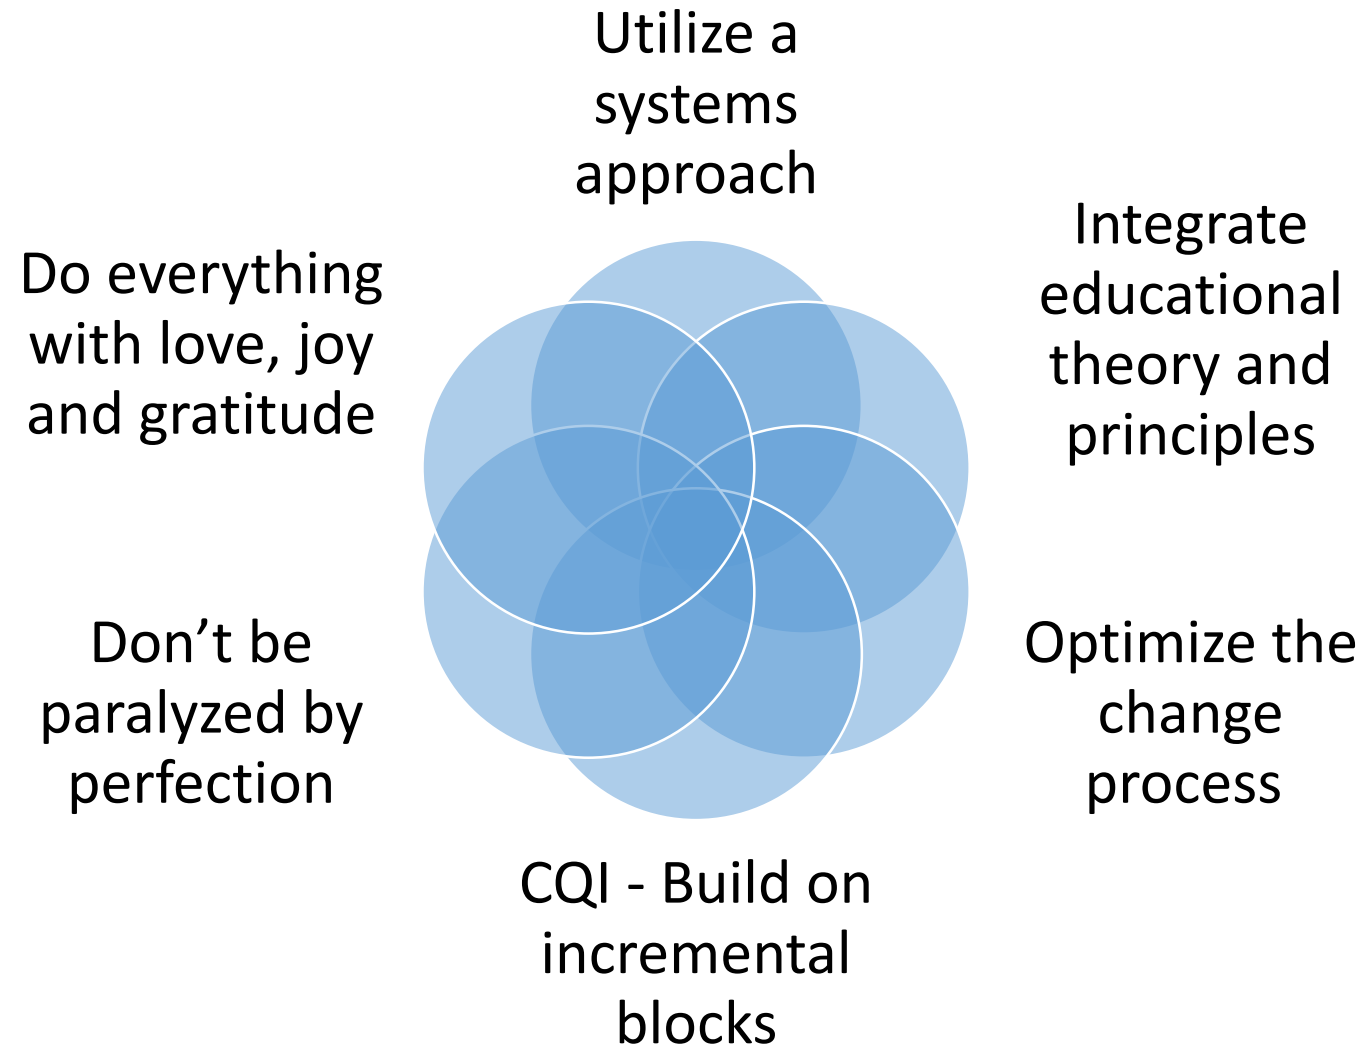 Utilize a
systems
approach
Integrate
educational
theory and
principles
Optimize the
change
process
CQI - Build on
incremental
blocks
Don’t be
paralyzed by
perfection
Do everything
with love, joy
and gratitude